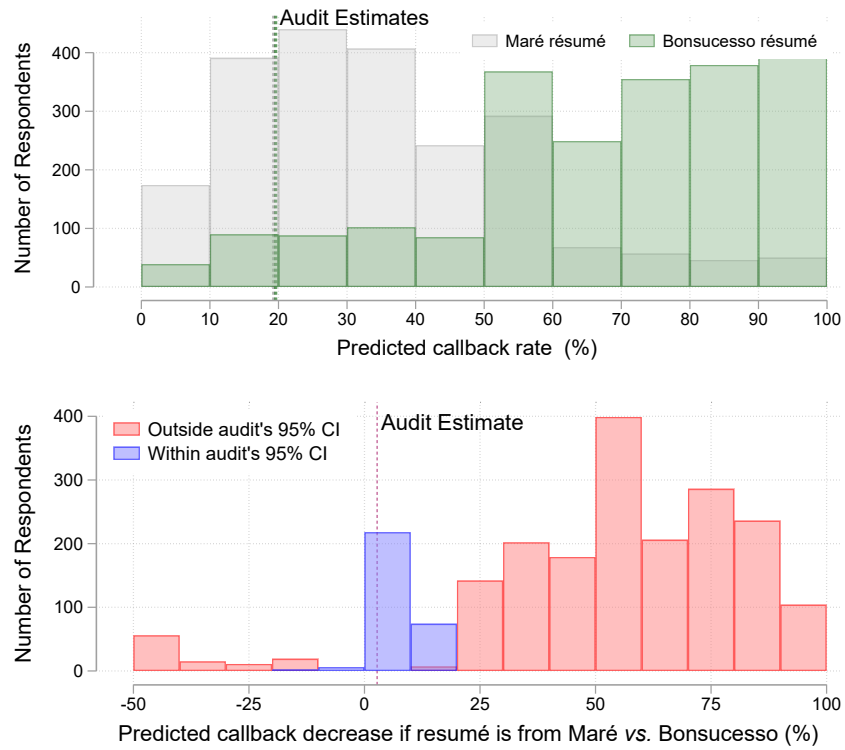 Audit Estimates
Maré résumé
Bonsucesso résumé
Number of Respondents
400
300
200
100
0
0 10 20 30 40 50 60 70 80 90 100
Predicted callback rate (%)
Audit Estimate
Outside audit's 95% CI
Within audit's 95% CI
Number of Respondents
400
300
200
100
0
-50 -25 0 25 50 75 100
Predicted callback decrease if resumé is from Maré vs. Bonsucesso (%)